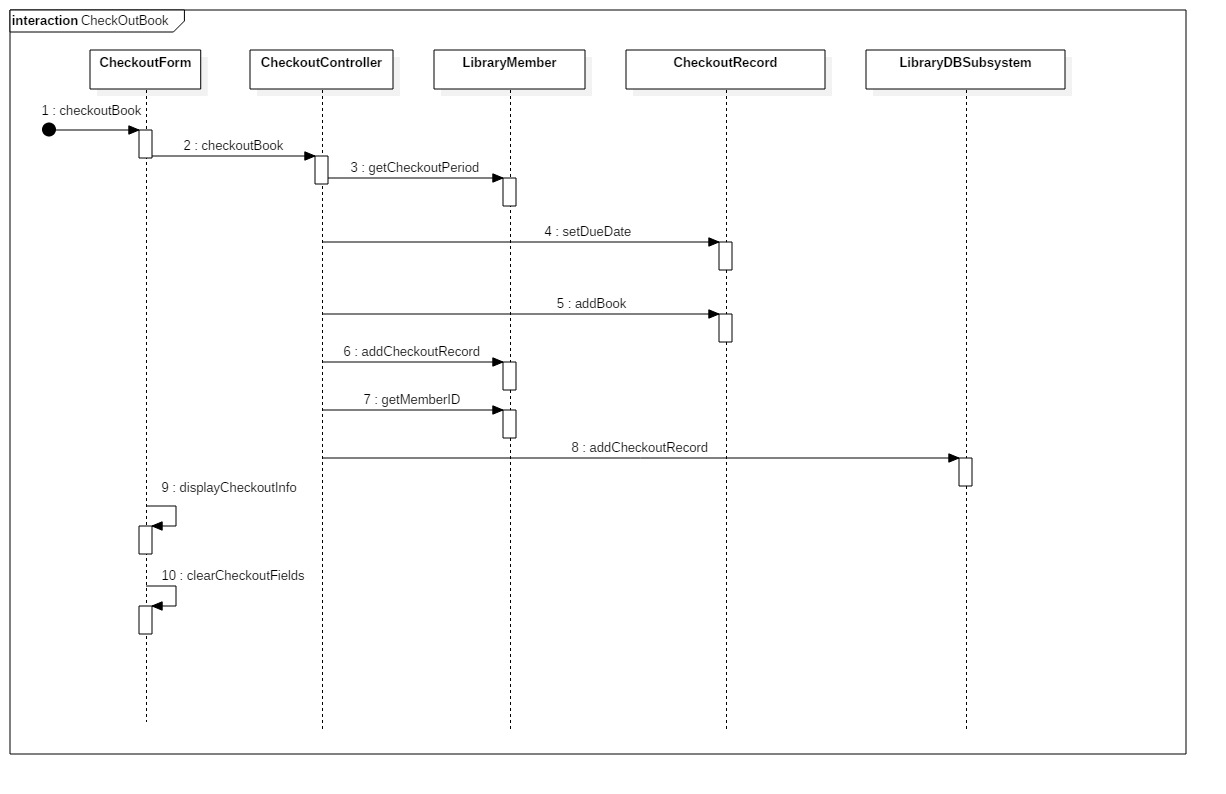 interaction CheckOutBook
CheckoutForm
CheckoutController
LibraryMember
CheckoutRecord
LibraryDBSubsystem
1 : checkoutBook
2 : checkoutBook
3 : getCheckoutPeriod
4 : setDueDate
5 : addBook
6 : addCheckoutRecord
7 : getMemberID
8 : addCheckoutRecord
9 : displayCheckoutInfo
10 : clearCheckoutFields